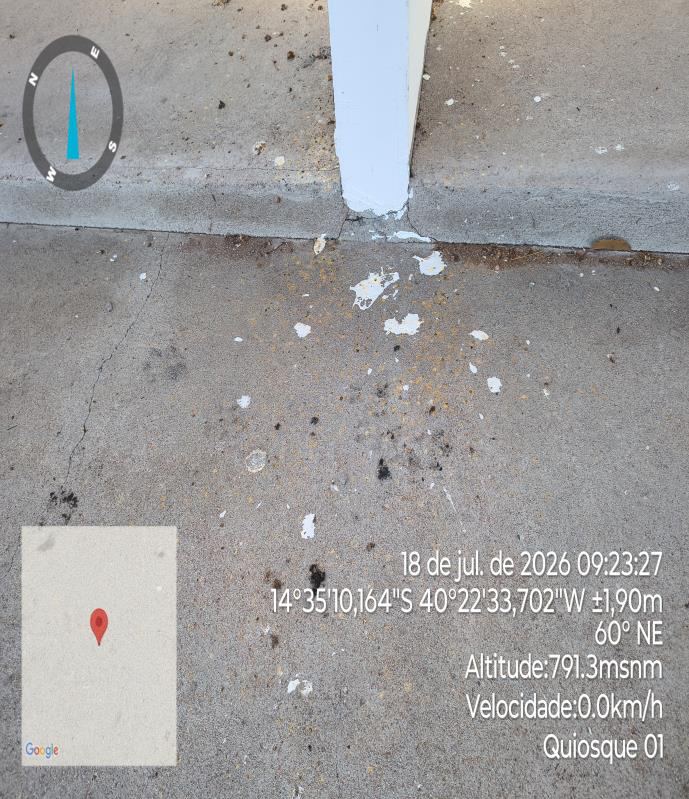 N
E
W
S
18 de jul. de 2026 09:23:27
14°35'10,164"S 40°22'33,702"W ±1,90m
60° NE
Altitude:791.3msnm
Velocidade:0.0km/h
Quiosque 01
Google